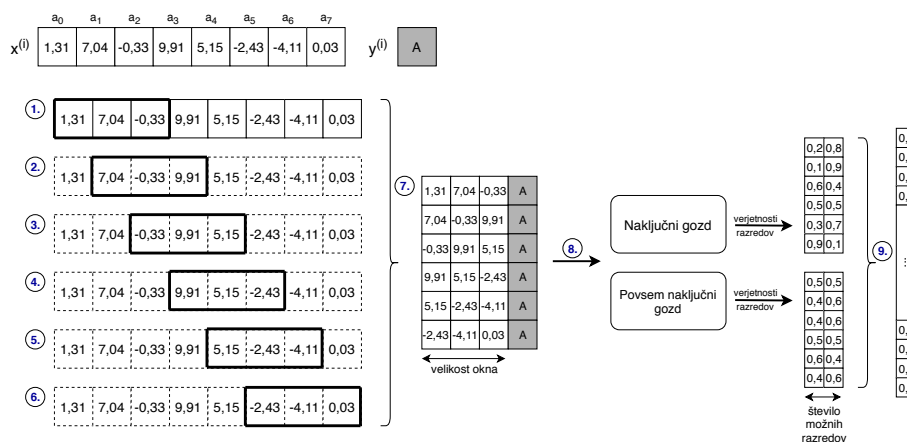 a0 a1 a2 a3 a4 a5 a6 a7
x(i) 1,31 7,04 -0,33 9,91 5,15 -2,43 -4,11 0,03 y(i) A
1. 1,31 7,04 -0,33 9,91 5,15 -2,43 -4,11 0,03
2. 1,31 7,04 -0,33 9,91 5,15 -2,43 -4,11 0,03
3. 1,31 7,04 -0,33 9,91 5,15 -2,43 -4,11 0,03
4. 1,31 7,04 -0,33 9,91 5,15 -2,43 -4,11 0,03
5. 1,31 7,04 -0,33 9,91 5,15 -2,43 -4,11 0,03
6. 1,31 7,04 -0,33 9,91 5,15 -2,43 -4,11 0,03
7.
1,31 7,04 -0,33 A
7,04 -0,33 9,91 A
-0,33 9,91 5,15 A
9,91 5,15 -2,43 A
5,15 -2,43 -4,11 A
-2,43 -4,11 0,03 A
velikost okna
8.
Naključni gozd
verjetnosti
razredov
Povsem naključni
gozd
verjetnosti
razredov
0,2 0,8
0,1 0,9
0,6 0,4
0,5 0,5
0,3 0,7
0,9 0,1
0,5 0,5
0,4 0,6
0,4 0,6
0,5 0,5
0,6 0,4
0,4 0,6
število
možnih
razredov
9.
0,
0,
0,
0,
...
0,
0,
0,
0,